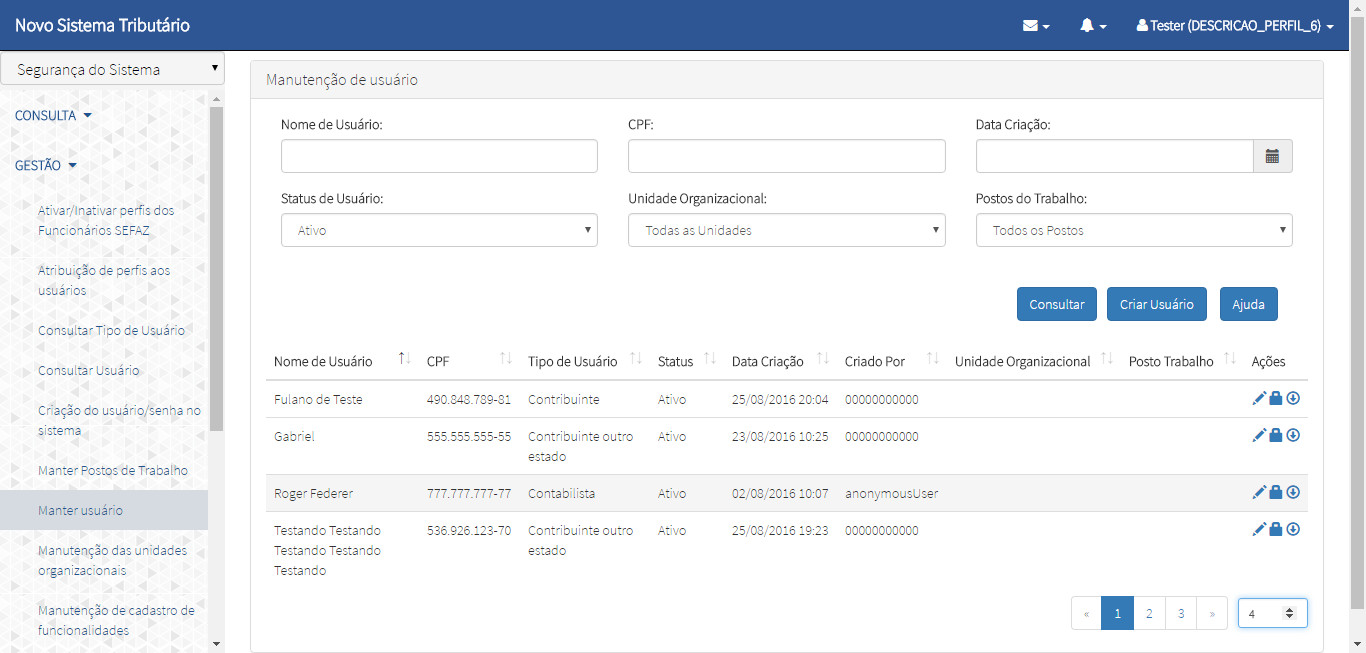 Novo Sistema Tributário
Tester (DESCRICAO_PERFIL_6)
Segurança do Sistema
CONSULTA
GESTÃO
Ativar/Inativar perfis dos
Funcionários SEFAZ
Atribuição de perfis aos
usuários
Consultar Tipo de Usuário
Consultar Usuário
Criação do usuário/senha no
sistema
Manter Postos de Trabalho
Manter usuário
Manutenção das unidades
organizacionais
Manutenção de cadastro de
funcionalidades
Manutenção de usuário
Nome de Usuário: CPF: Data Criação:
Status de Usuário: Unidade Organizacional: Postos do Trabalho:
Ativo Todas as Unidades Todos os Postos
Consultar Criar Usuário Ajuda
Nome de Usuário CPF Tipo de Usuário Status Data Criação Criado Por Unidade Organizacional Posto Trabalho Ações
Fulano de Teste 490.848.789-81 Contribuinte Ativo 25/08/2016 20:04 00000000000
Gabriel 555.555.555-55 Contribuinte outro Ativo 23/08/2016 10:25 00000000000
estado
Roger Federer 777.777.777-77 Contabilista Ativo 02/08/2016 10:07 anonymousUser
Testando Testando 536.926.123-70 Contribuinte outro Ativo 25/08/2016 19:23 00000000000
Testando Testando estado
Testando
« 1 2 3 » 4